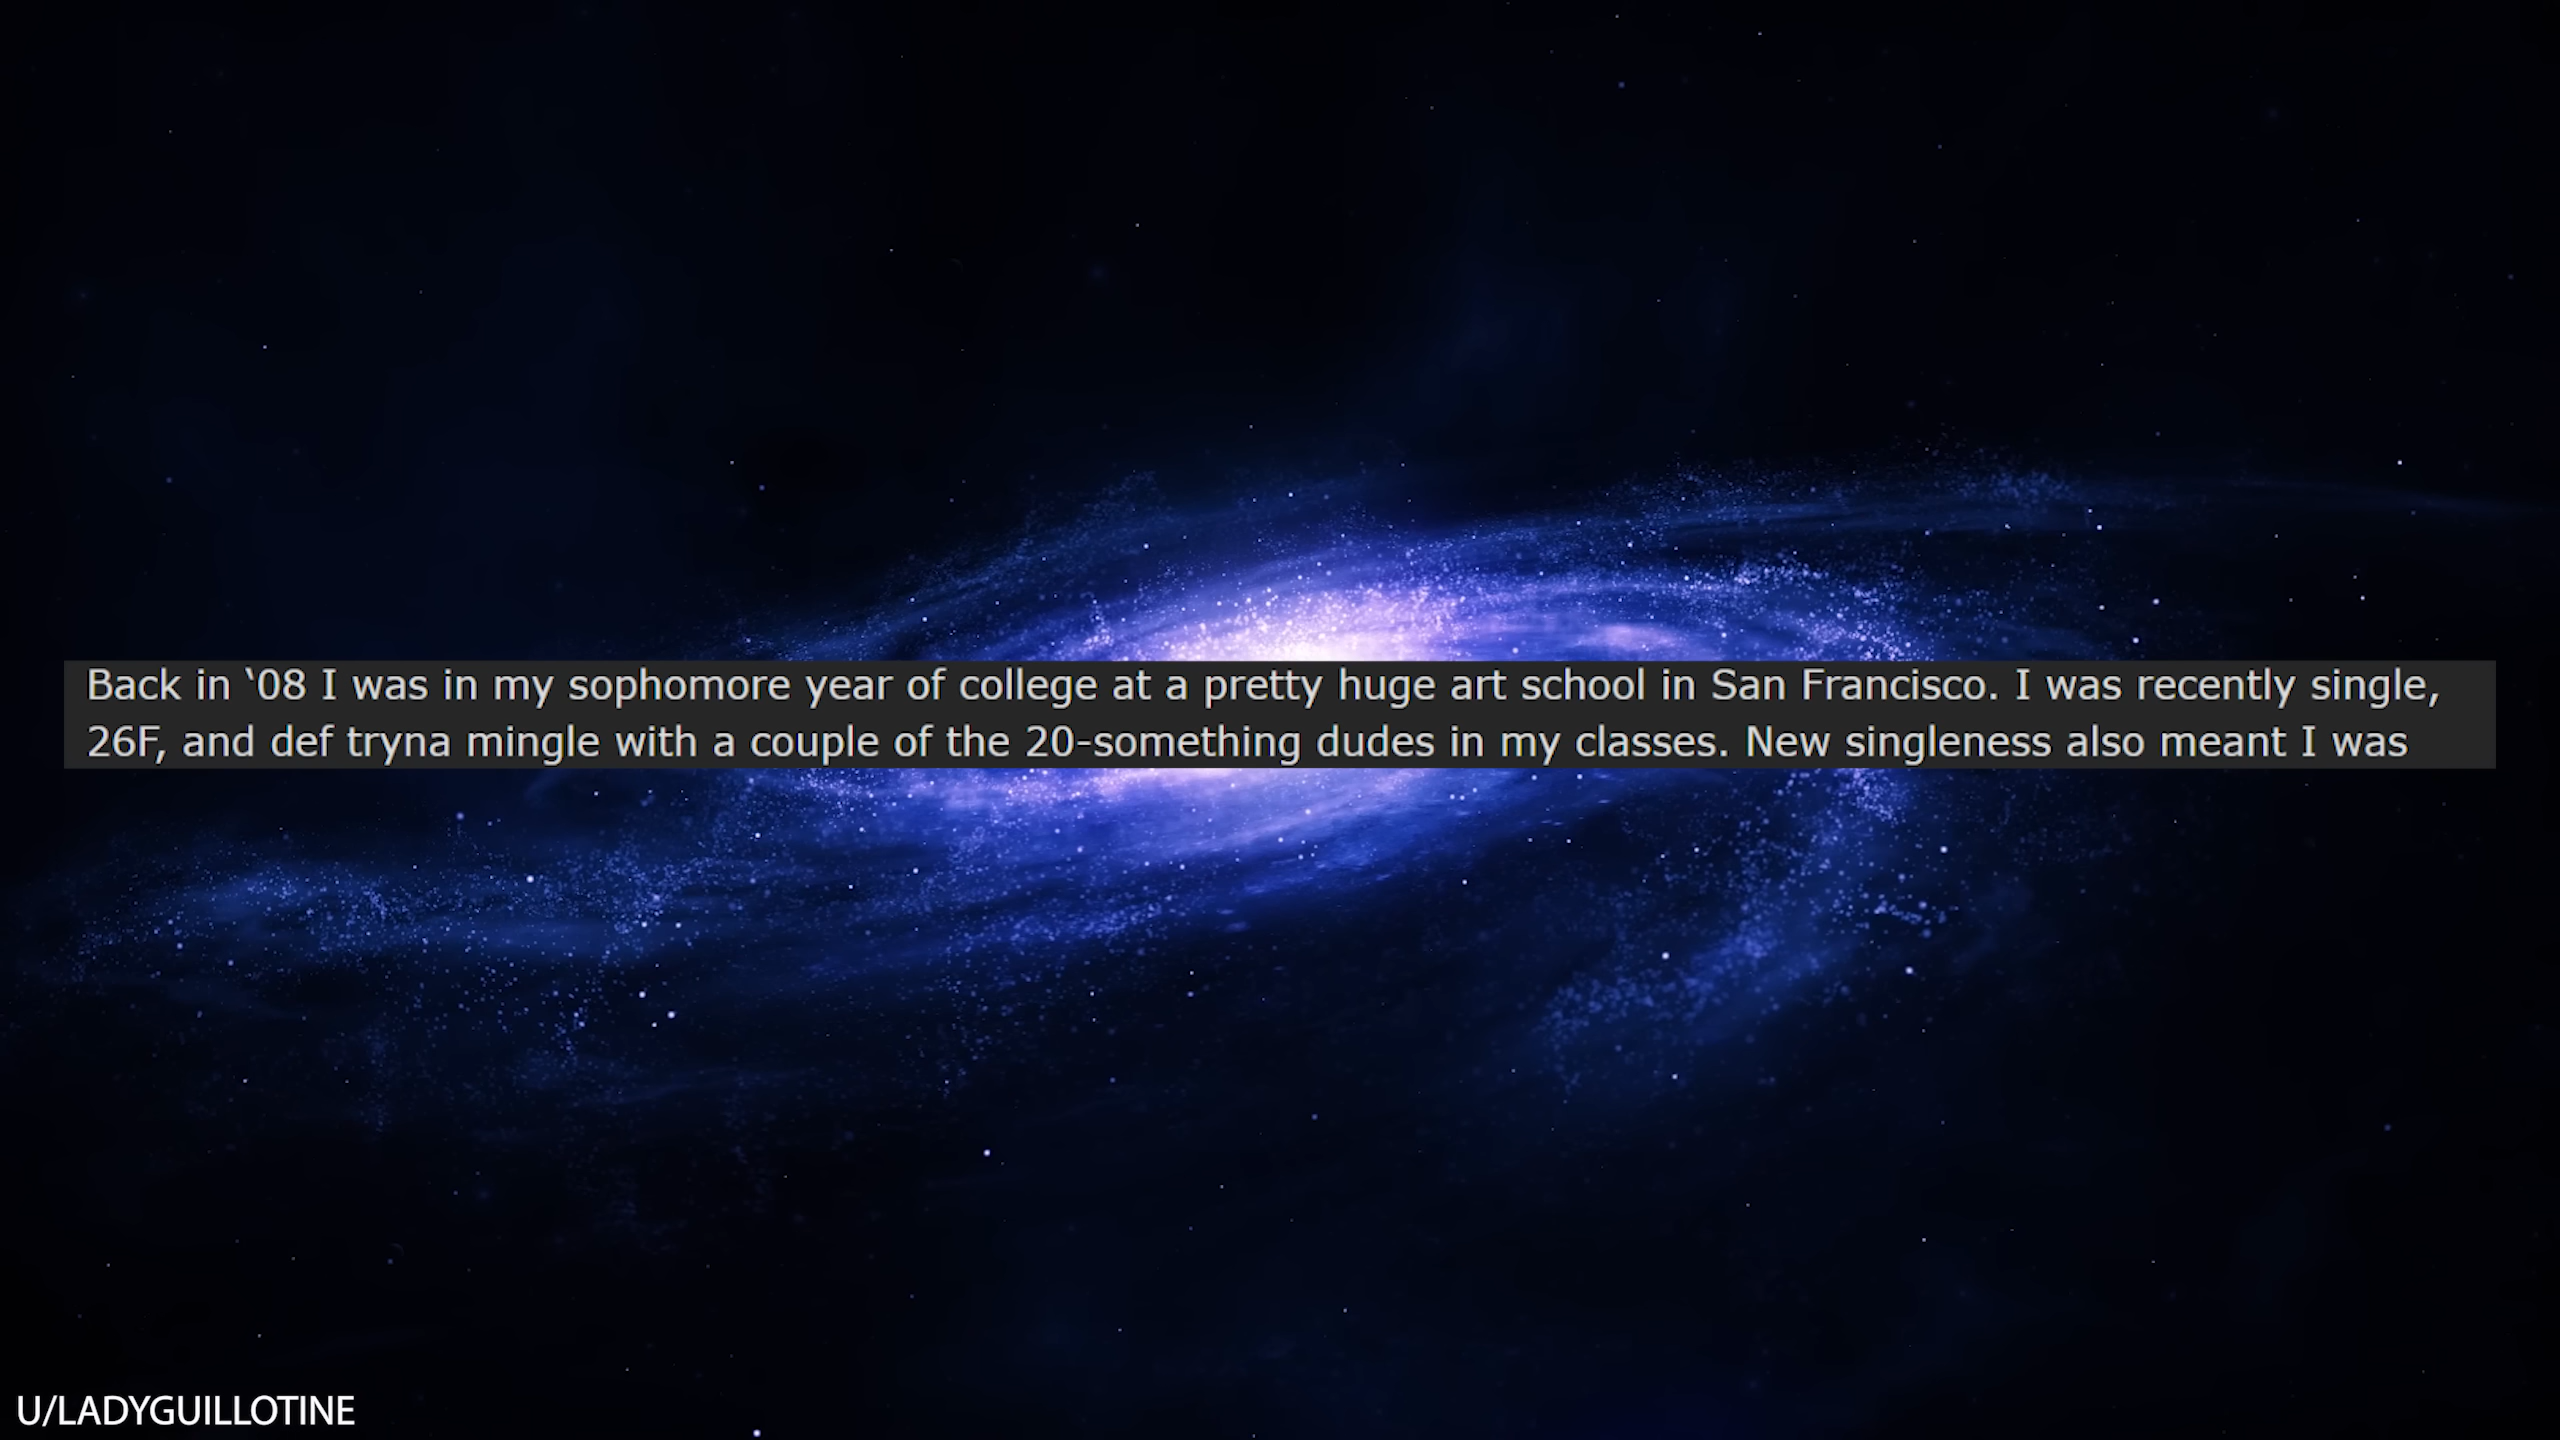 Back in ‘08 I was in my sophomore year of college at a pretty huge art school in San Francisco. I was recently single,
26F, and def tryna mingle with a couple of the 20-something dudes in my classes. New singleness also meant I was
U/LADYGUILLOTINE